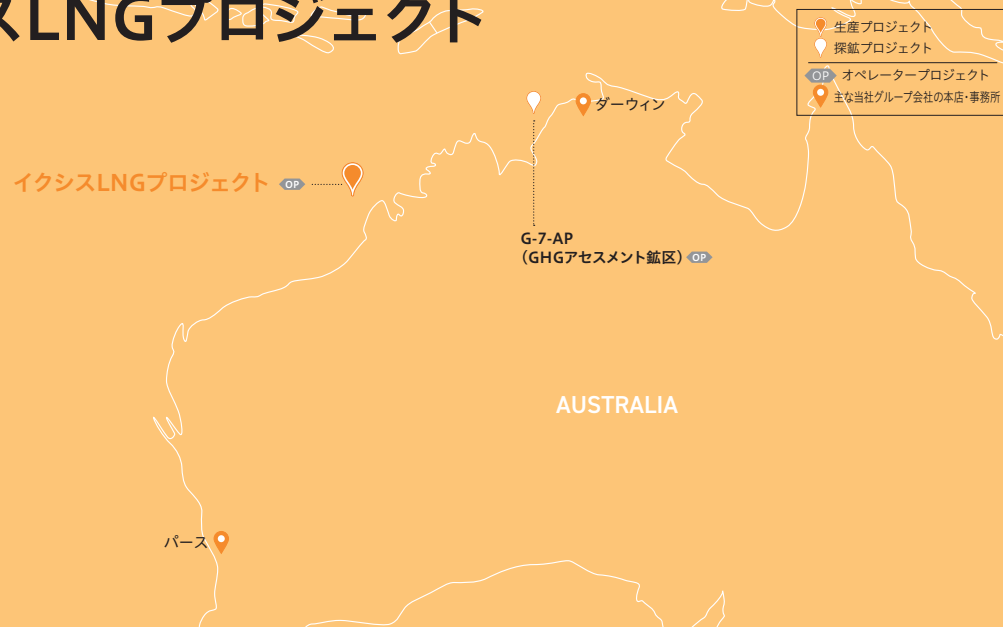 スLNGプロジェクト
生産プロジェクト
探鉱プロジェクト
OP オペレータープロジェクト
主な当社グループ会社の本店・事務所
ダーウィン
イクシスLNGプロジェクト OP
G-7-AP
（GHGアセスメント鉱区） OP
AUSTRALIA
パース